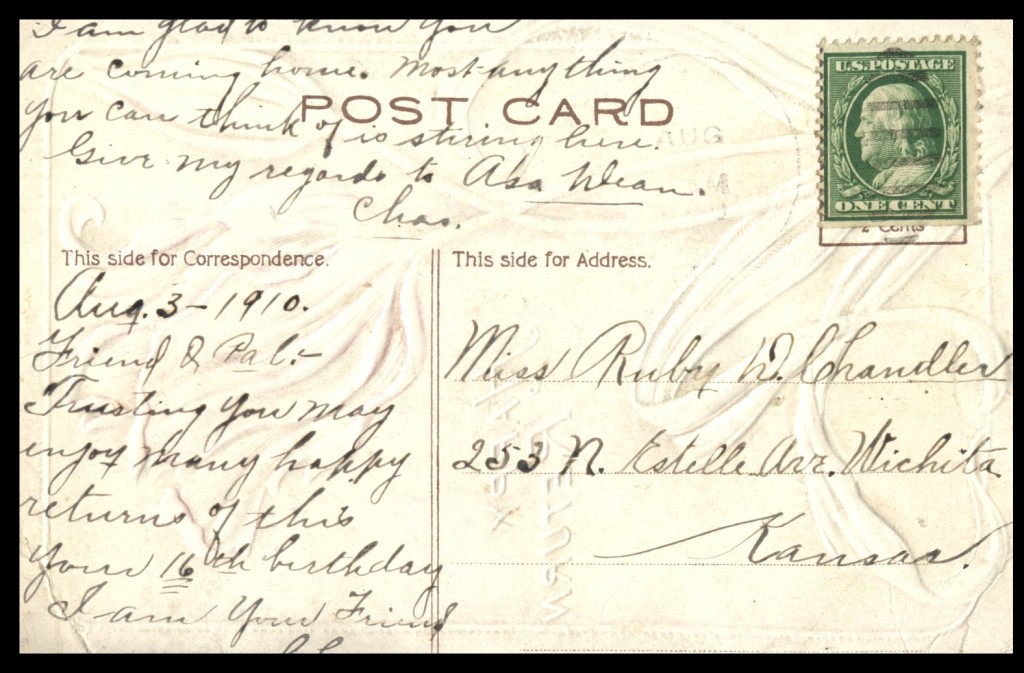 I am glad to know you
are coming home. Most anything
you can think of is stiring here.
Give my regards to Asa Wean.
Chas.
POST CARD
AUG
M
U.S. POSTAGE
ONE CENT
2 Cents
This side for Correspondence.
Aug. 3-1910.
Friend & Pal:-
Trusting you may
enjoy many happy
returns of this
your 16th birthday
I am your Friend
This side for Address.
Miss Ruby D. Chandler
253 N. Estelle Ave. Wichita
Kansas.